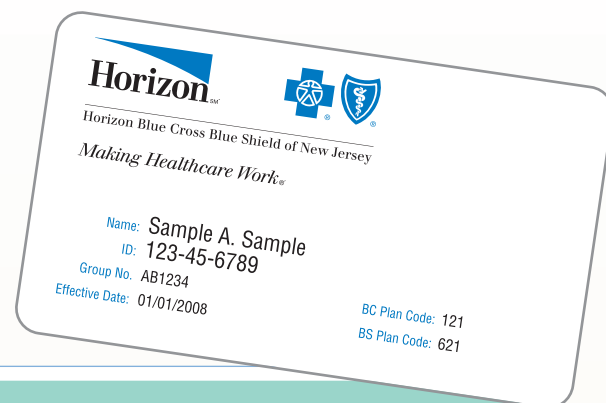 Horizon SM
® ®
Horizon Blue Cross Blue Shield of New Jersey
Making Healthcare Work®
Name: Sample A. Sample
ID: 123-45-6789
Group No. AB1234
Effective Date: 01/01/2008
BC Plan Code: 121
BS Plan Code: 621